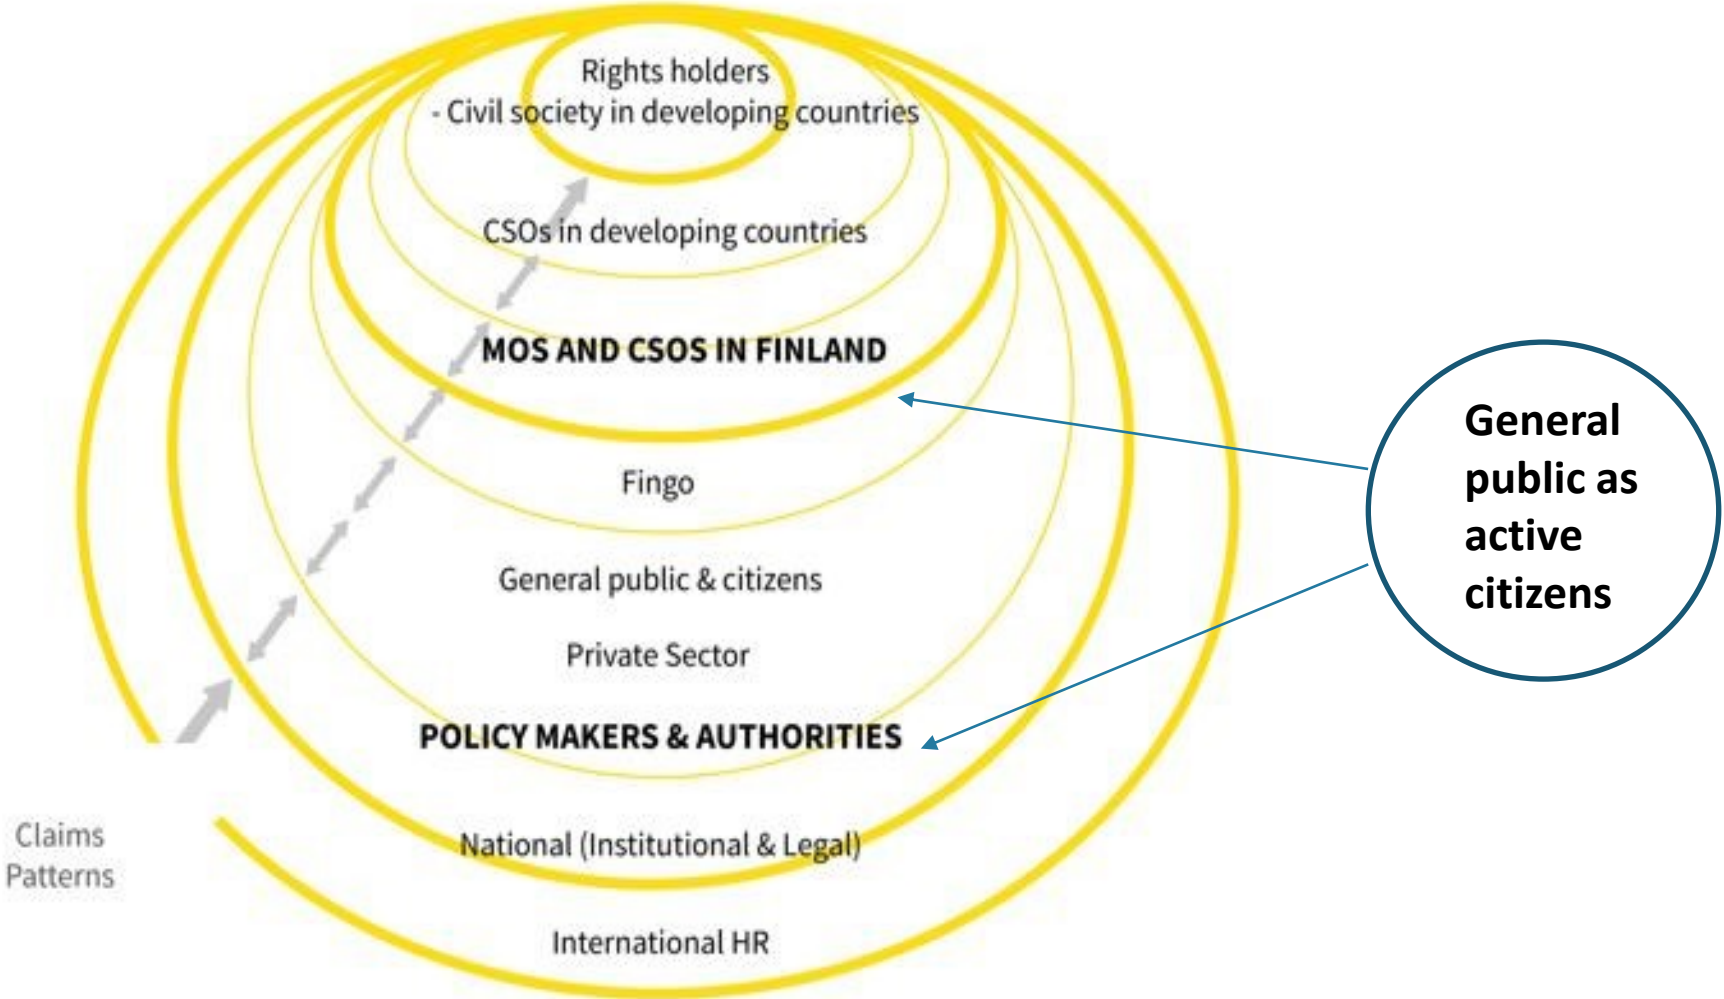 Rights holders
- Civil society in developing countries
CSOs in developing countries
MOS AND CSOS IN FINLAND
Fingo
General public & citizens
Private Sector
POLICY MAKERS & AUTHORITIES
National (Institutional & Legal)
International HR
Claims
Patterns
General
public as
active
citizens